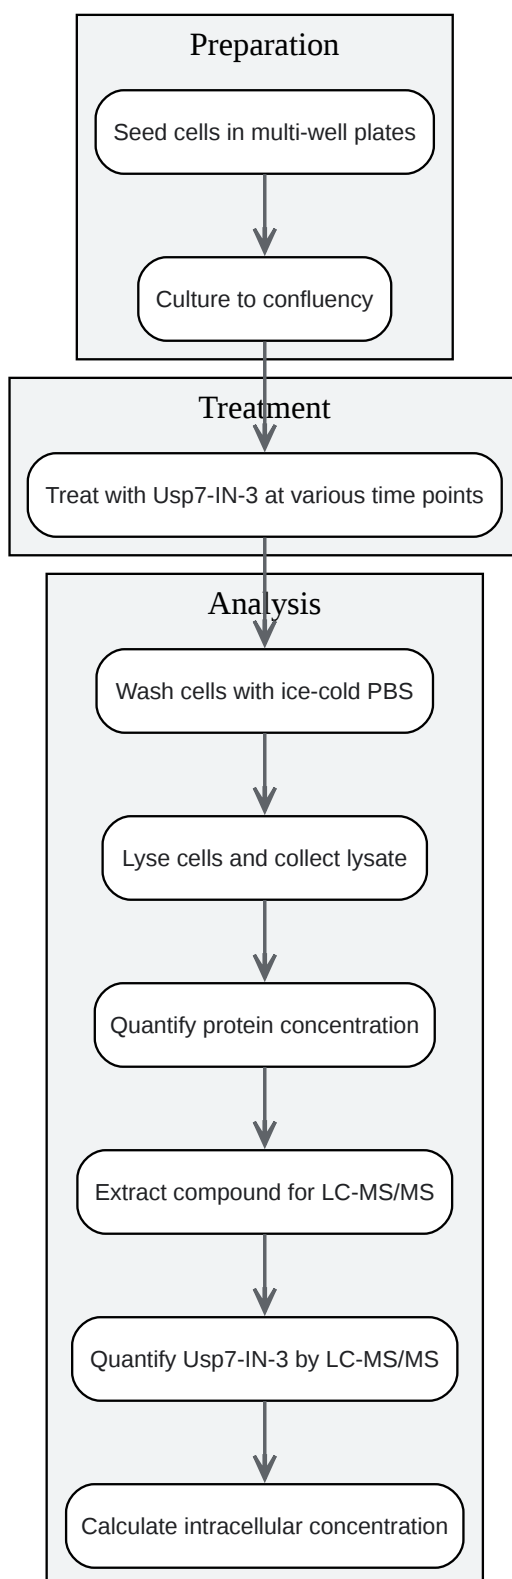 Preparation
Seed cells in multi-well plates
Culture to confluency
Treatment
Treat with Usp7-IN-3 at various time points
Analysis
Wash cells with ice-cold PBS
Lyse cells and collect lysate
Quantify protein concentration
Extract compound for LC-MS/MS
Quantify Usp7-IN-3 by LC-MS/MS
Calculate intracellular concentration